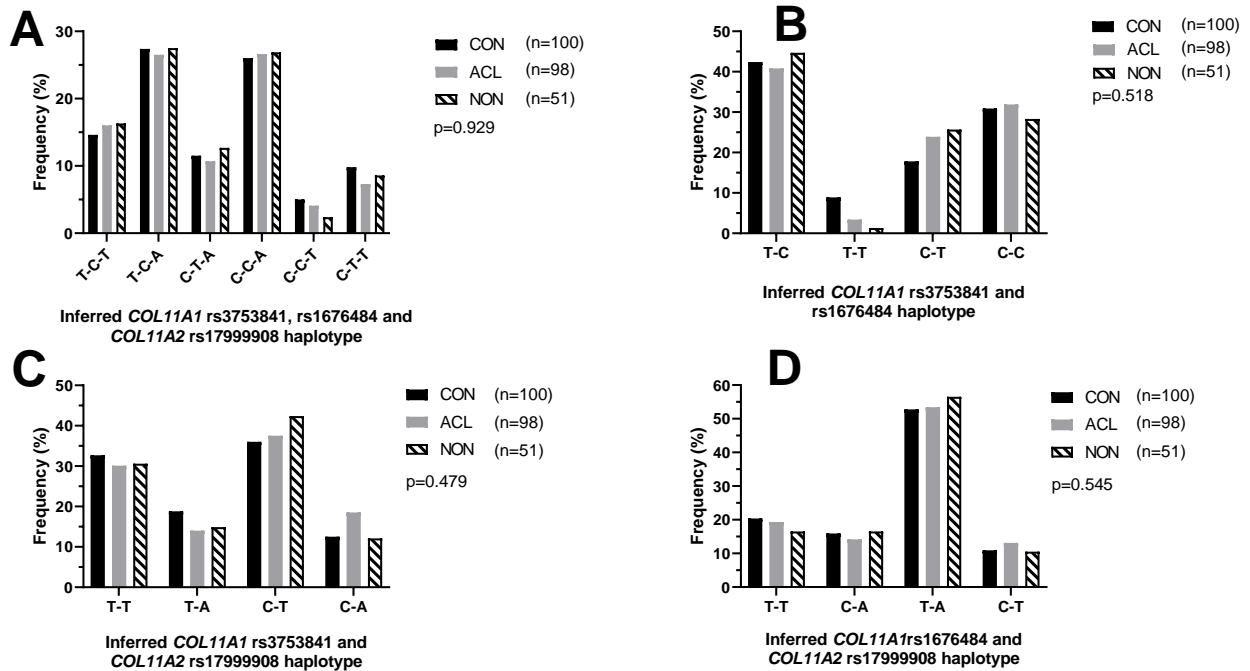 A
30
20
10
0
Frequency (%)
T-C-T
T-C-A
C-T-A
C-C-A
C-C-T
C-T-T
CON (n=100)
ACL (n=98)
NON (n=51)
p=0.929
Inferred COL11A1 rs3753841, rs1676484 and
COL11A2 rs17999908 haplotype
B
50
40
30
20
10
0
Frequency (%)
T-C
T-T
C-T
C-C
CON (n=100)
ACL (n=98)
NON (n=51)
p=0.518
Inferred COL11A1 rs3753841 and
rs1676484 haplotype
C
50
40
30
20
10
0
Frequency (%)
T-T
T-A
C-T
C-A
CON (n=100)
ACL (n=98)
NON (n=51)
p=0.479
Inferred COL11A1 rs3753841 and
COL11A2 rs17999908 haplotype
D
60
50
40
30
20
10
0
Frequency (%)
T-T
C-A
T-A
C-T
CON (n=100)
ACL (n=98)
NON (n=51)
p=0.545
Inferred COL11A1rs1676484 and
COL11A2 rs17999908 haplotype